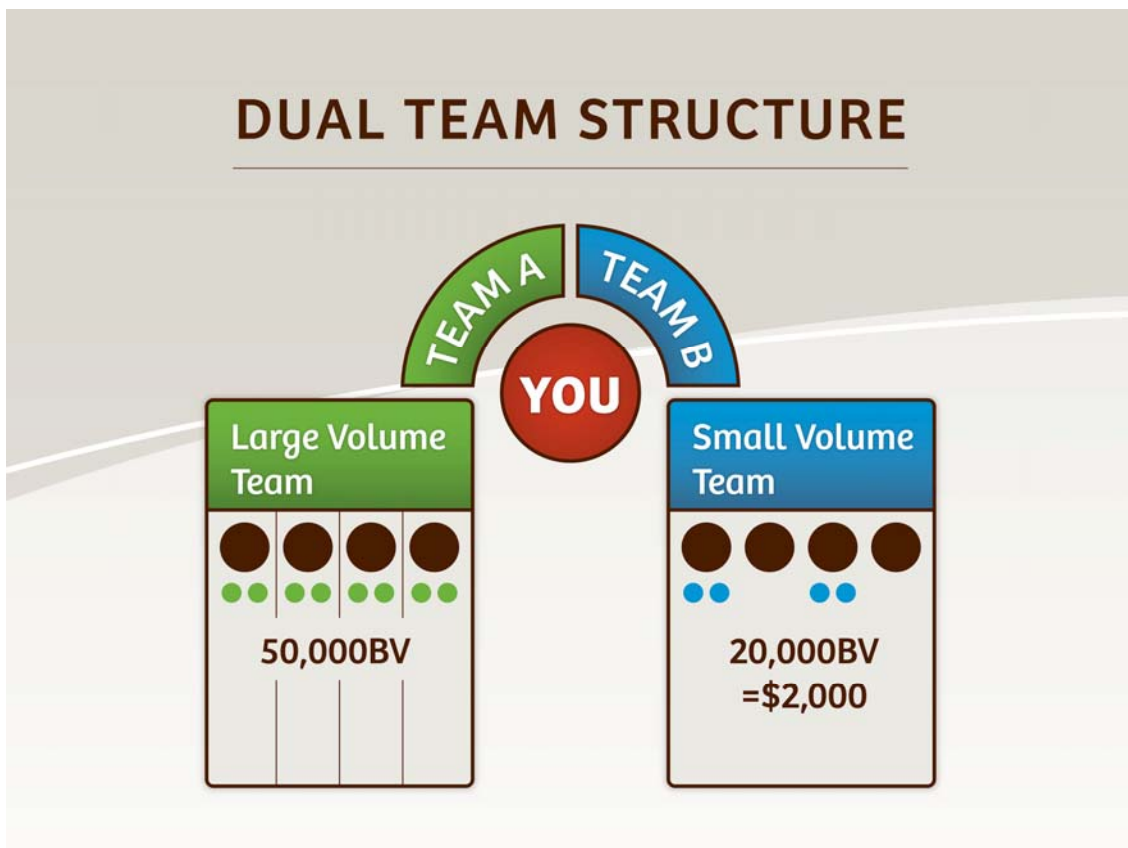 DUAL TEAM STRUCTURE
TEAM A
TEAM B
YOU
Large Volume
Team
50,000BV
Small Volume
Team
20,000BV
=$2,000